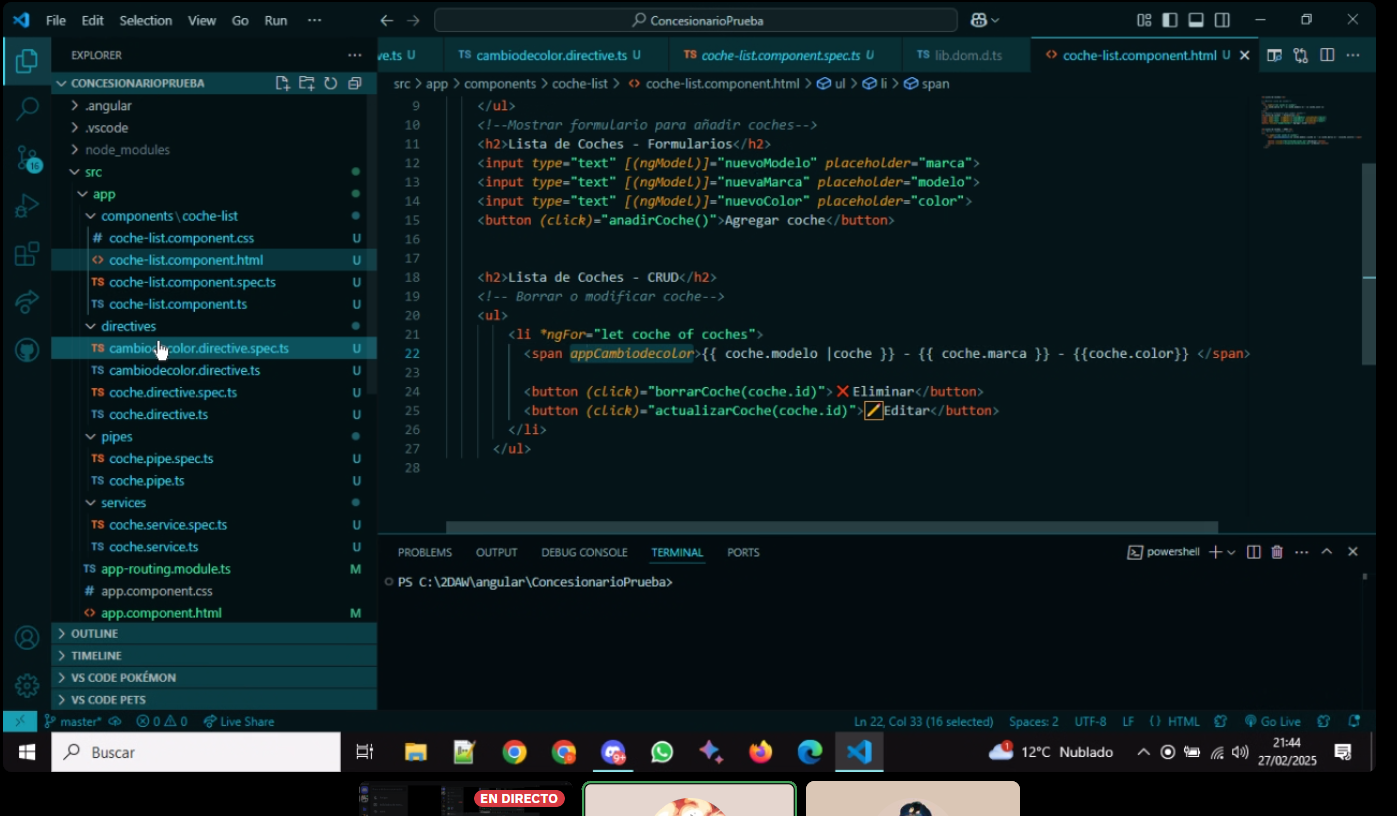 File Edit Selection View Go Run ···
ConcesionarioPrueba
EXPLORER
CONCESIONARIOPRUEBA
.angular
.vscode
node_modules
src
app
components \ coche-list
# coche-list.component.css U
<> coche-list.component.html U
TS coche-list.component.spec.ts U
TS coche-list.component.ts U
directives
TS cambiodecolor.directive.spec.ts U
TS cambiodecolor.directive.ts U
TS coche.directive.spec.ts U
TS coche.directive.ts U
pipes
TS coche.pipe.spec.ts U
TS coche.pipe.ts U
services
TS coche.service.spec.ts U
TS coche.service.ts U
TS app-routing.module.ts M
# app.component.css
<> app.component.html M
OUTLINE
TIMELINE
VS CODE POKÉMON
VS CODE PETS
16
ve.ts U
TS cambiodecolor.directive.ts U
TS coche-list.component.spec.ts U
TS lib.dom.d.ts
<> coche-list.component.html U
src > app > components > coche-list > <> coche-list.component.html > ul > li > span
9 </ul>
10 <!--Mostrar formulario para añadir coches-->
11 <h2>Lista de Coches - Formularios</h2>
12 <input type="text" [(ngModel)]="nuevoModelo" placeholder="marca">
13 <input type="text" [(ngModel)]="nuevaMarca" placeholder="modelo">
14 <input type="text" [(ngModel)]="nuevoColor" placeholder="color">
15 <button (click)="anadirCoche()">Agregar coche</button>
16
17
18 <h2>Lista de Coches - CRUD</h2>
19 <!-- Borrar o modificar coche-->
20 <ul>
21 <li *ngFor="let coche of coches">
22 <span appCambiodecolor>{{ coche.modelo |coche }} - {{ coche.marca }} - {{coche.color}} </span>
23
24 <button (click)="borrarCoche(coche.id)">❌Eliminar</button>
25 <button (click)="actualizarCoche(coche.id)">✏Editar</button>
26 </li>
27 </ul>
28
PROBLEMS OUTPUT DEBUG CONSOLE TERMINAL PORTS
powershell
PS C:\2DAW\angular\ConcesionarioPrueba>
master* 0 0 Live Share
Ln 22, Col 33 (16 selected) Spaces: 2 UTF-8 LF {} HTML Go Live
Buscar
9+
1
12°C Nublado
21:44
27/02/2025
EN DIRECTO